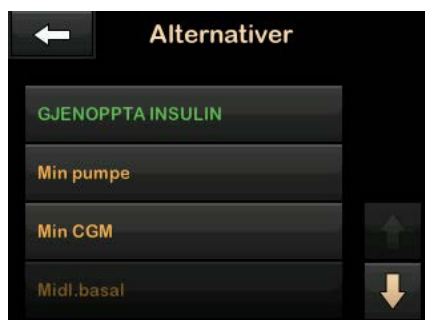 Alternativer
GJENOPPTA INSULIN
Min pumpe
Min CGM
Midl.basal